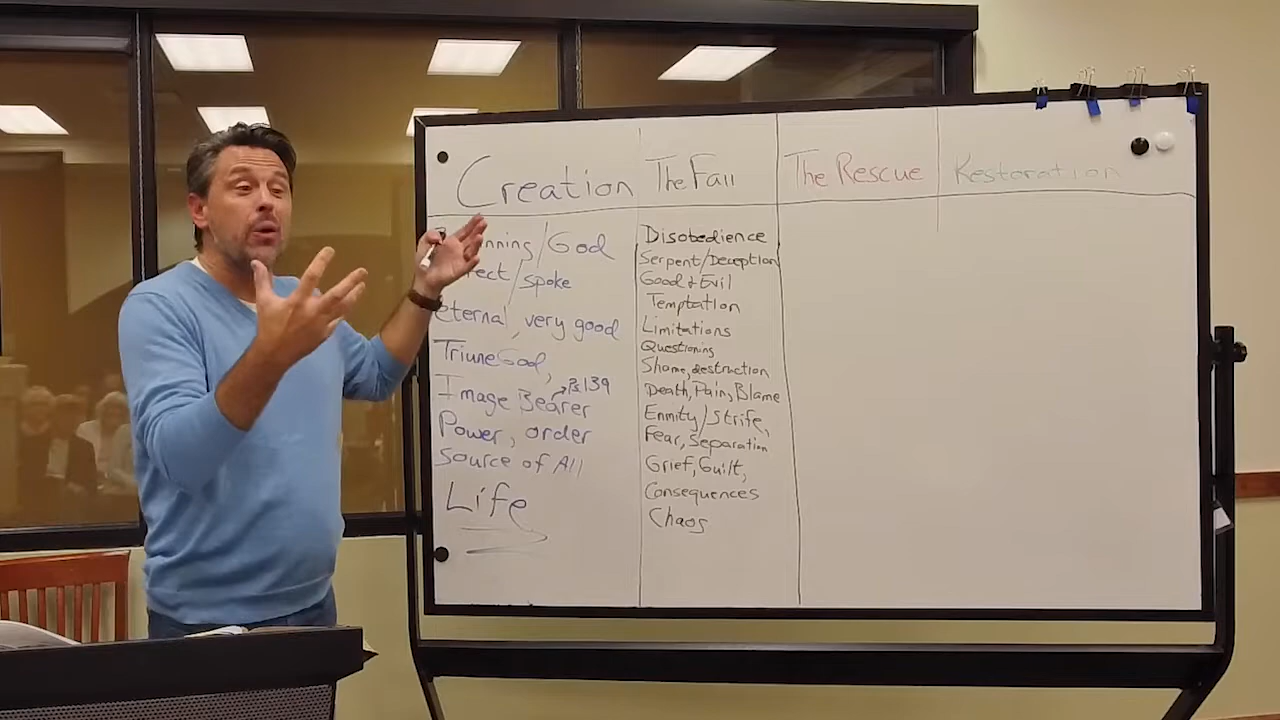 Creation
The Fall
The Rescue
Restoration
/God
/spoke
eternal, very good
Triune God,
Image Bearer → Ps 139
Power, order
Source of All
Life
Disobedience
Serpent/Deception
Good & Evil
Temptation
Limitations
Questioning
Shame, destruction
Death, Pain, Blame
Enmity/Strife,
Fear, Separation
Grief, Guilt,
Consequences
Chaos